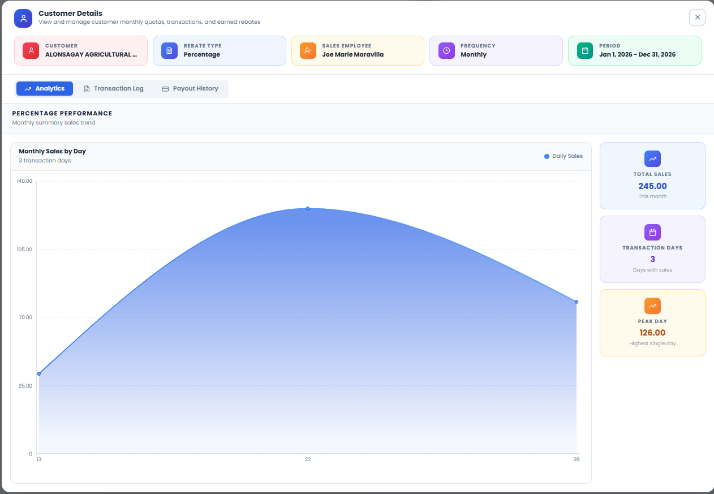 Customer Details
View and manage customer monthly quotas, transactions, and earned rebates
CUSTOMER
ALONSAGAY AGRICULTURAL ...
REBATE TYPE
Percentage
SALES EMPLOYEE
Joe Marie Maravilla
FREQUENCY
Monthly
PERIOD
Jan 1, 2026 - Dec 31, 2026
Analytics
Transaction Log
Payout History
PERCENTAGE PERFORMANCE
Monthly summary sales trend
Monthly Sales by Day
3 transaction days
Daily Sales
140.00
105.00
70.00
35.00
0
13
23
TOTAL SALES
245.00
This month
TRANSACTION DAYS
3
Days with sales
PEAK DAY
126.00
Highest single-day